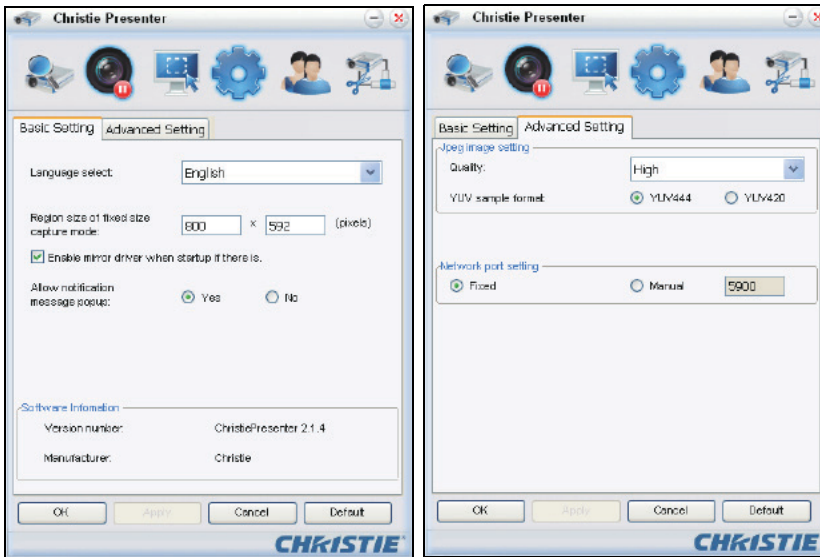 Christie Presenter
Basic Setting Advanced Setting
Language select: English
Region size of fixed size capture mode: 800 x 592 (pixels)
Enable mirror driver when startup if there is.
Allow notification message popup: Yes No
Software Infomation
Version number: ChristiePresenter 2.1.4
Manufacturer: Christie
OK Apply Cancel Default
CHRISTIE
Christie Presenter
Basic Setting Advanced Setting
Jpeg image setting
Quality: High
YUV sample format: YUV444 YUV420
Network port setting
Fixed Manual 5900
OK Apply Cancel Default
CHRISTIE